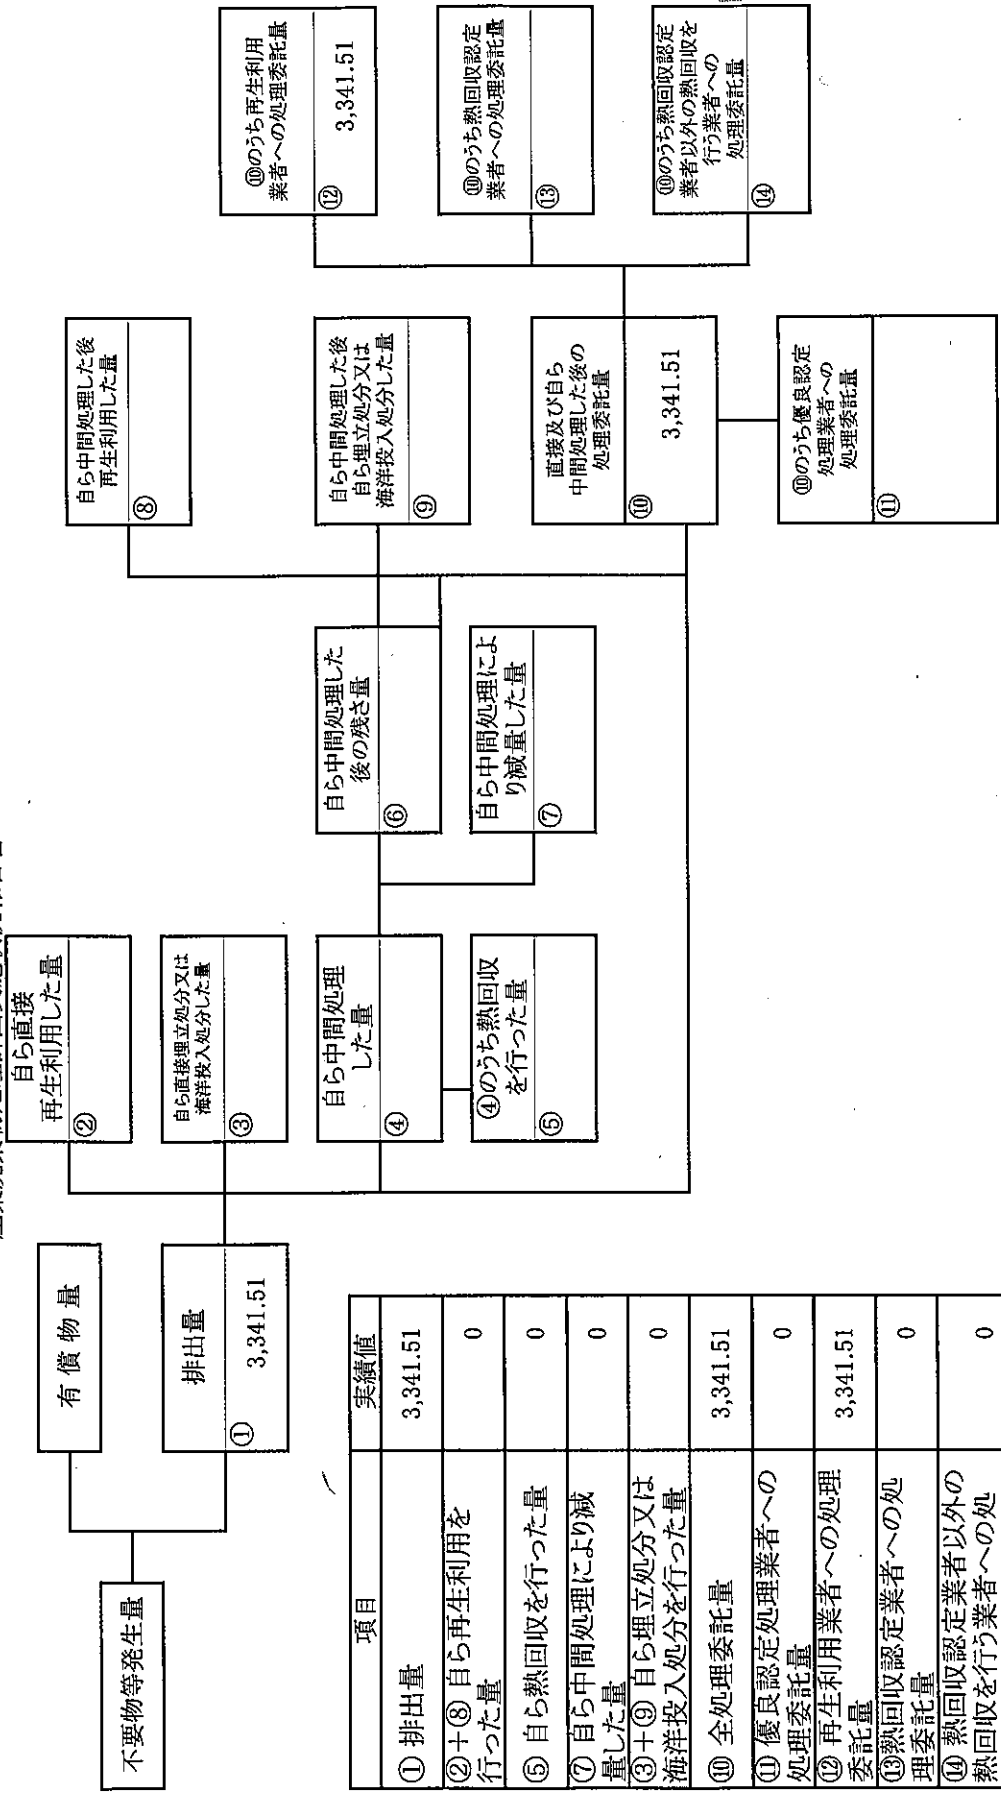 不要物等発生量
有償物量
排出量
① 3,341.51
自ら直接
再生利用した量
②
自ら直接埋立処分又は
海洋投入処分した量
③
自ら中間処理
した量
④
④のうち熱回収
を行った量
⑤
自ら中間処理した
後の残さ量
⑥
自ら中間処理によ
り減量した量
⑦
自ら中間処理した後
再生利用した量
⑧
自ら中間処理した後
自ら埋立処分又は
海洋投入処分した量
⑨
直接及び自ら
中間処理した後の
処理委託量
⑩ 3,341.51
⑩のうち優良認定
処理業者への
処理委託量
⑪
⑩のうち再生利用
業者への処理委託量
⑫ 3,341.51
⑩のうち熱回収認定
業者への処理委託量
⑬
⑩のうち熱回収認定
業者以外の熱回収を
行う業者への
処理委託量
⑭
項目 実績値
① 排出量 3,341.51
②+⑧ 自ら再生利用を
行った量 0
⑤ 自ら熱回収を行った量 0
⑦ 自ら中間処理により減
量した量 0
③+⑨ 自ら埋立処分又は
海洋投入処分を行った量 0
⑩ 全処理委託量 3,341.51
⑪ 優良認定処理業者への
処理委託量 0
⑫ 再生利用業者への処理
委託量 3,341.51
⑬熱回収認定業者への処
理委託量 0
⑭ 熱回収認定業者以外の
熱回収を行う業者への処 0